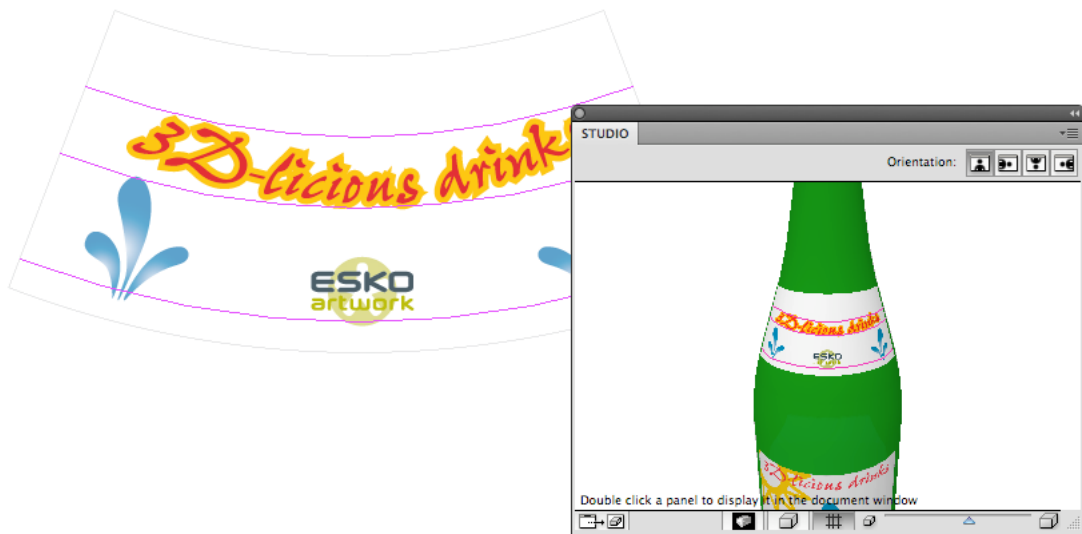 3D-licious drinks
ESKO
artwork
STUDIO
Orientation:
3D-licious drinks
ESKO
3D-licious drinks
Double click a panel to display it in the document window